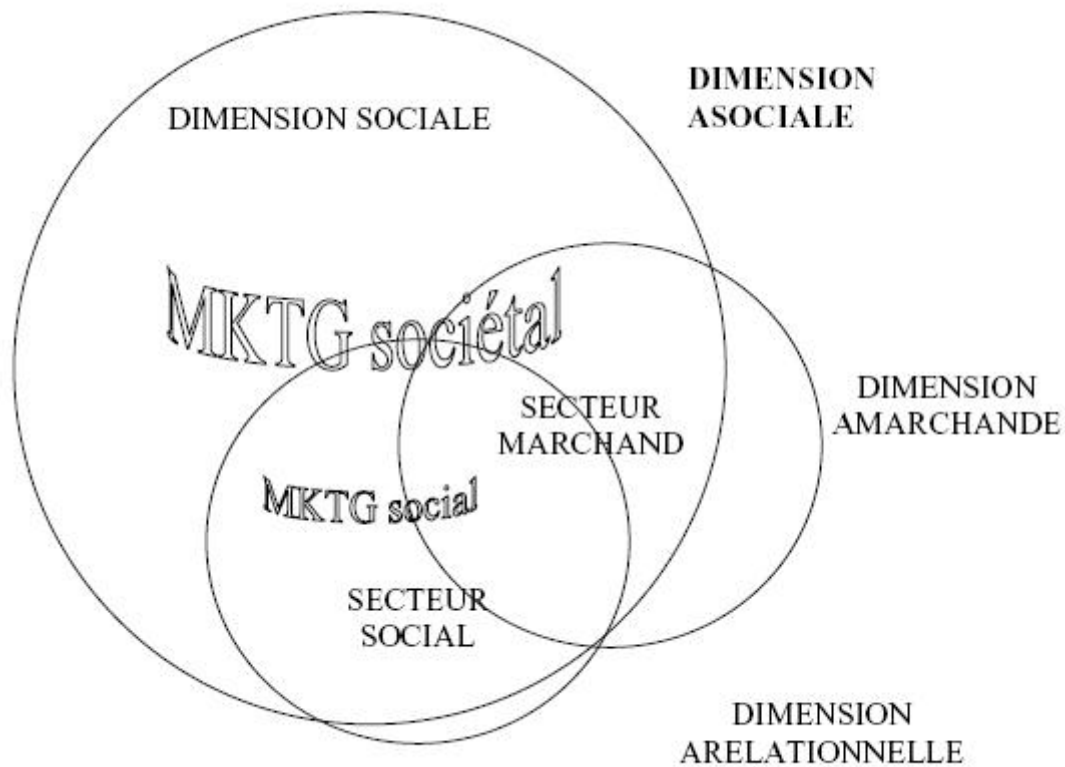 DIMENSION
ASOCIALE
DIMENSION SOCIALE
MKTG sociétal
DIMENSION
AMARCHANDE
SECTEUR
MARCHAND
MKTG social
SECTEUR
SOCIAL
DIMENSION
ARELATIONNELLE